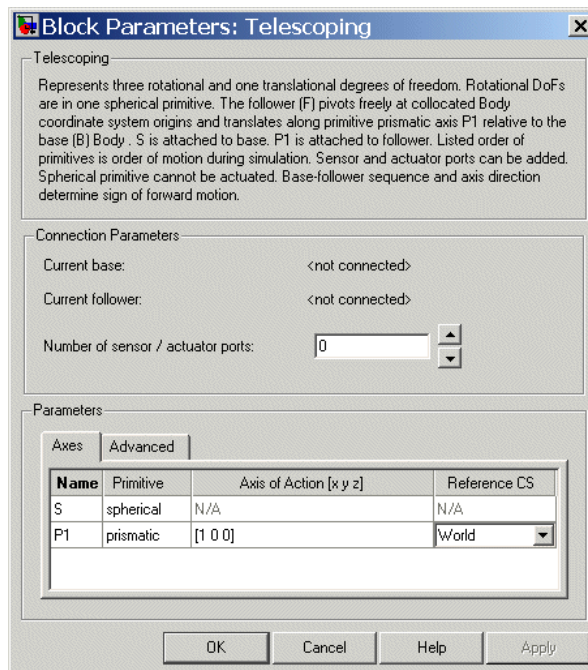 Block Parameters: Telescoping
Telescoping
Represents three rotational and one translational degrees of freedom. Rotational DoFs
are in one spherical primitive. The follower (F) pivots freely at collocated Body
coordinate system origins and translates along primitive prismatic axis P1 relative to the
base (B) Body . S is attached to base. P1 is attached to follower. Listed order of
primitives is order of motion during simulation. Sensor and actuator ports can be added.
Spherical primitive cannot be actuated. Base-follower sequence and axis direction
determine sign of forward motion.
Connection Parameters
Current base: <not connected>
Current follower: <not connected>
Number of sensor / actuator ports: 0
Parameters
Axes Advanced
Name Primitive Axis of Action [x y z] Reference CS
S spherical N/A N/A
P1 prismatic [1 0 0] World
OK Cancel Help Apply